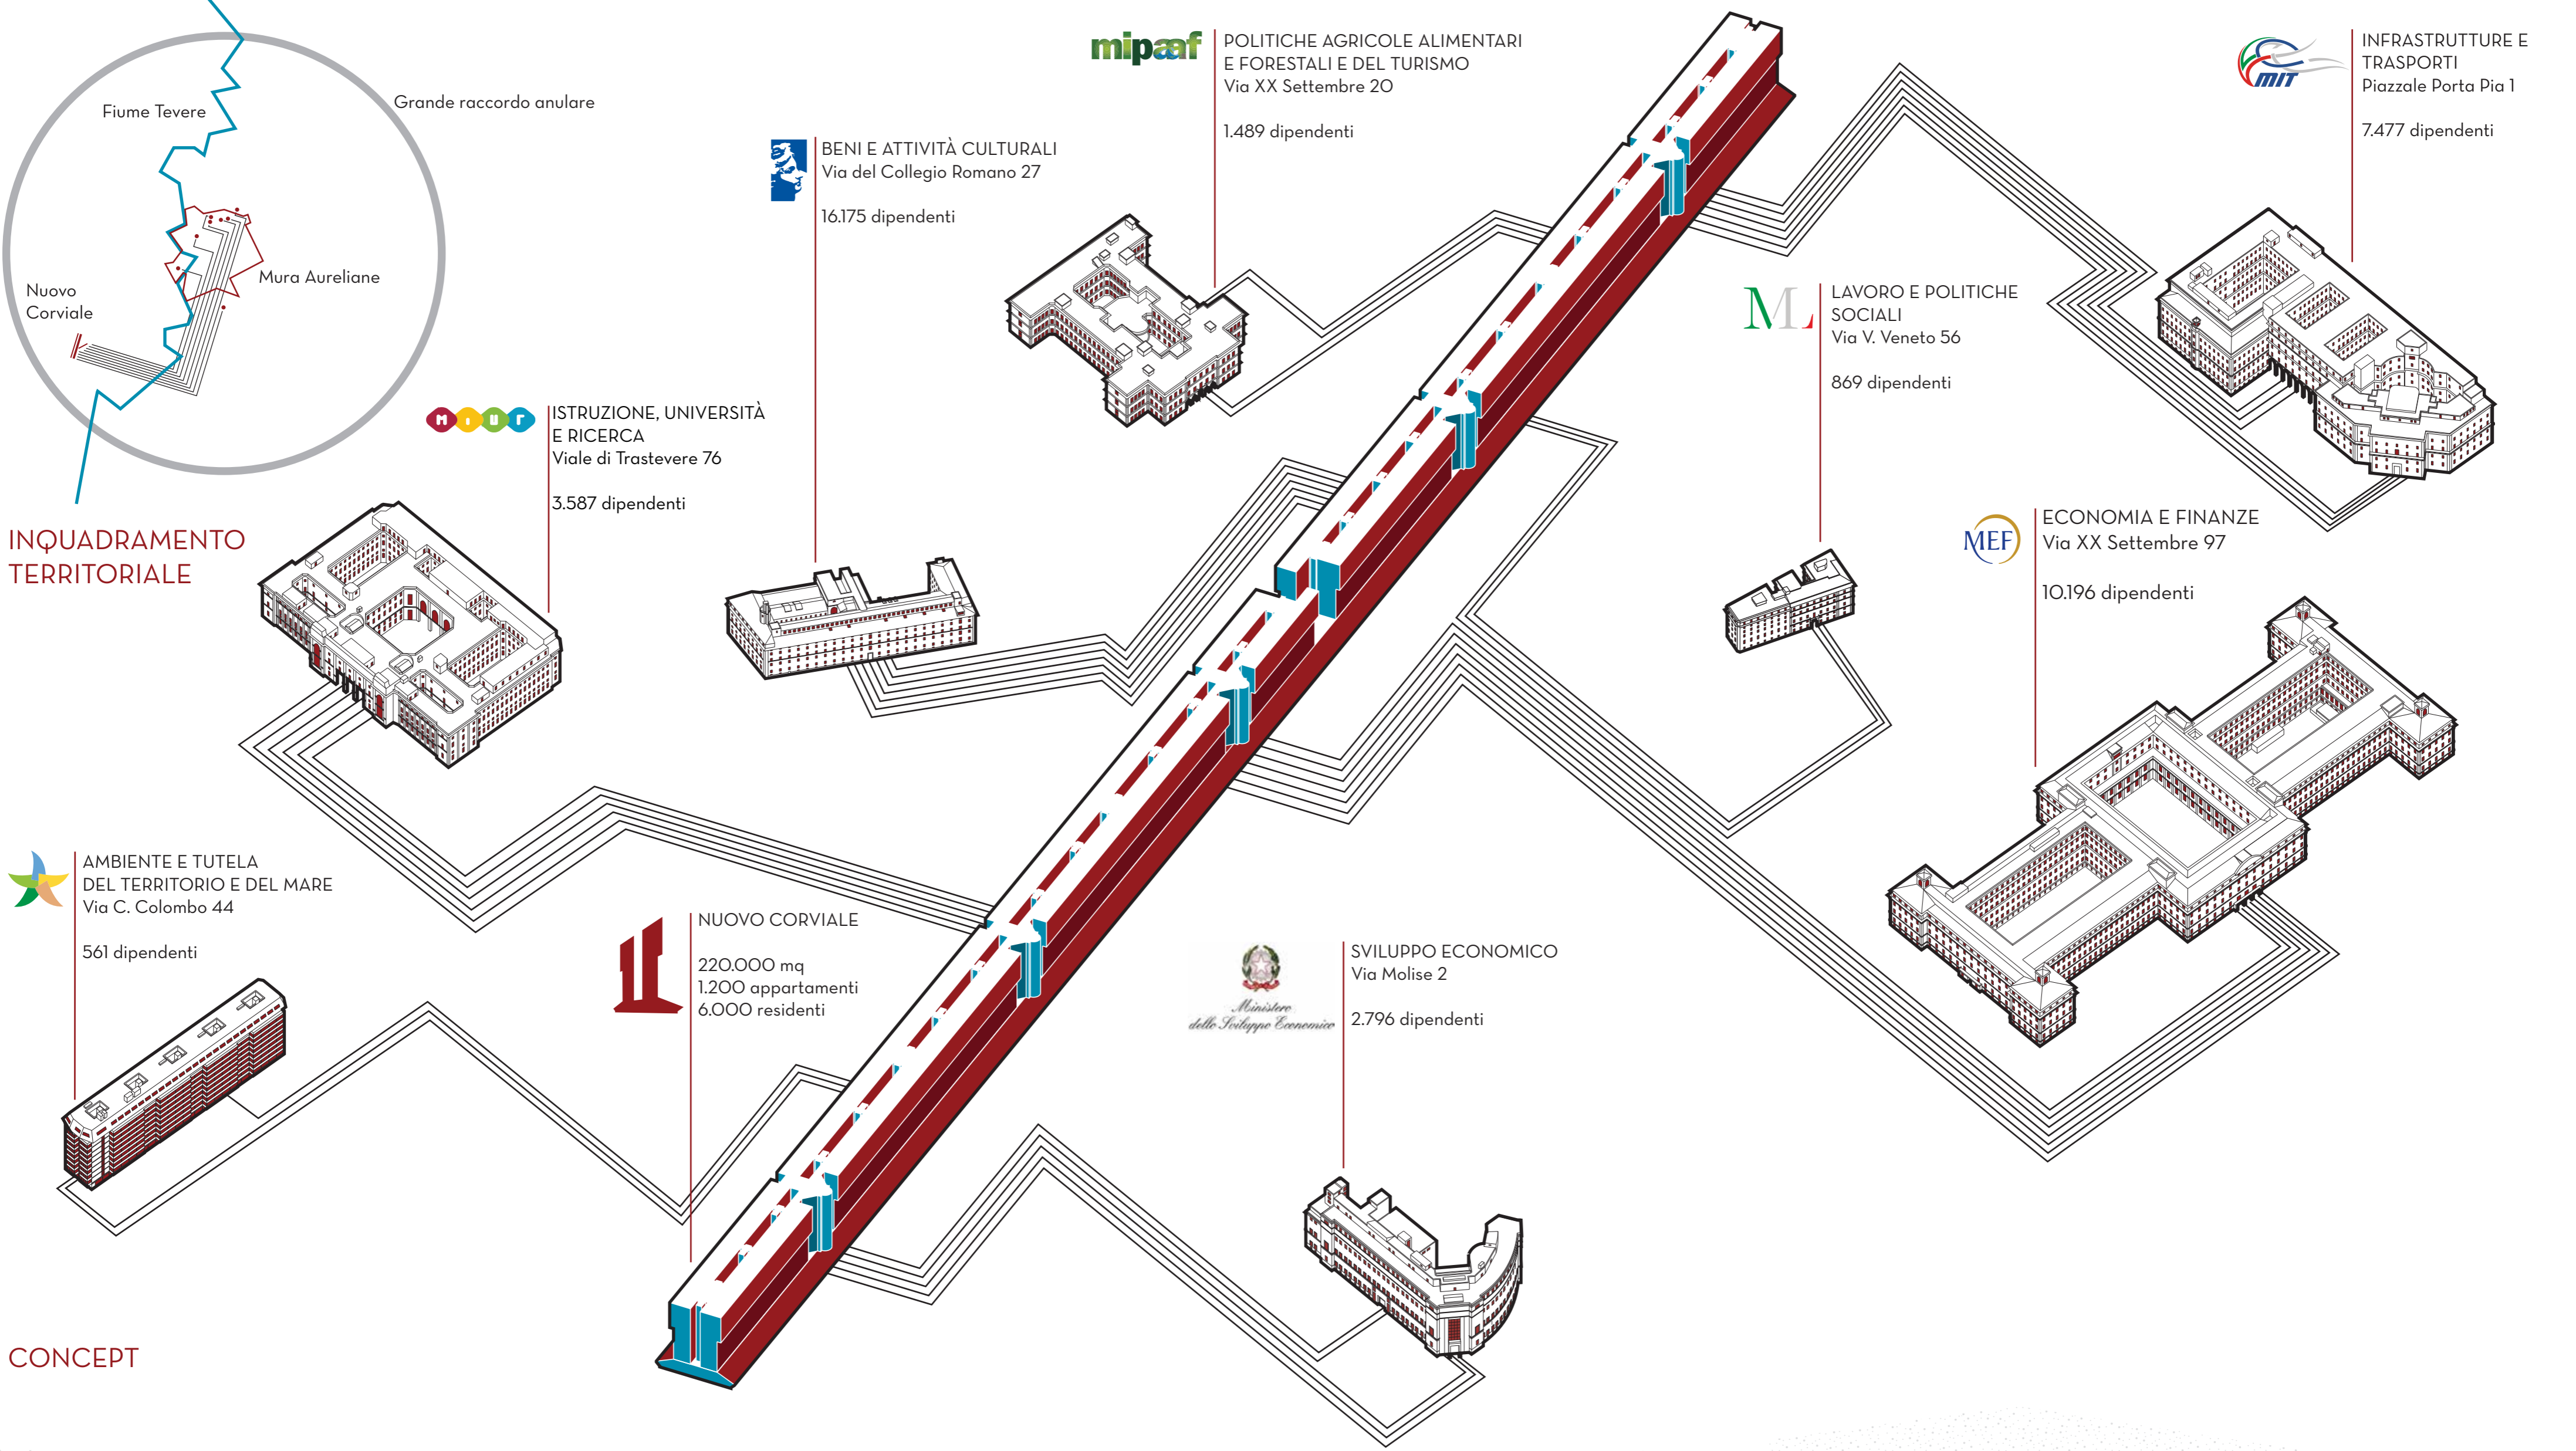 Fiume Tevere
Grande raccordo anulare
Nuovo
Corviale
Mura Aureliane
INQUADRAMENTO
TERRITORIALE
mipaaf
POLITICHE AGRICOLE ALIMENTARI
E FORESTALI E DEL TURISMO
Via XX Settembre 20
1.489 dipendenti
MIT
INFRASTRUTTURE E
TRASPORTI
Piazzale Porta Pia 1
7.477 dipendenti
BENI E ATTIVITÀ CULTURALI
Via del Collegio Romano 27
16.175 dipendenti
ML
LAVORO E POLITICHE
SOCIALI
Via V. Veneto 56
869 dipendenti
miur
ISTRUZIONE, UNIVERSITÀ
E RICERCA
Viale di Trastevere 76
3.587 dipendenti
MEF
ECONOMIA E FINANZE
Via XX Settembre 97
10.196 dipendenti
AMBIENTE E TUTELA
DEL TERRITORIO E DEL MARE
Via C. Colombo 44
561 dipendenti
NUOVO CORVIALE
220.000 mq
1.200 appartamenti
6.000 residenti
Ministero
dello Sviluppo Economico
SVILUPPO ECONOMICO
Via Molise 2
2.796 dipendenti
CONCEPT